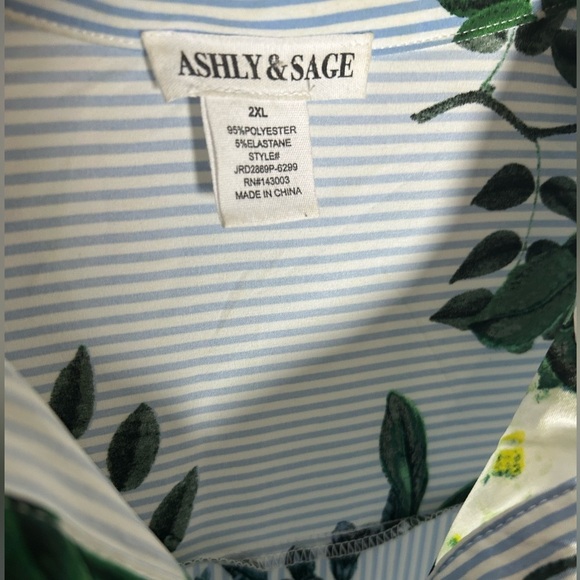 ASHLY & SAGE
2XL
95%POLYESTER
5%ELASTANE
STYLE#
JRD2869P-6299
RN#143003
MADE IN CHINA